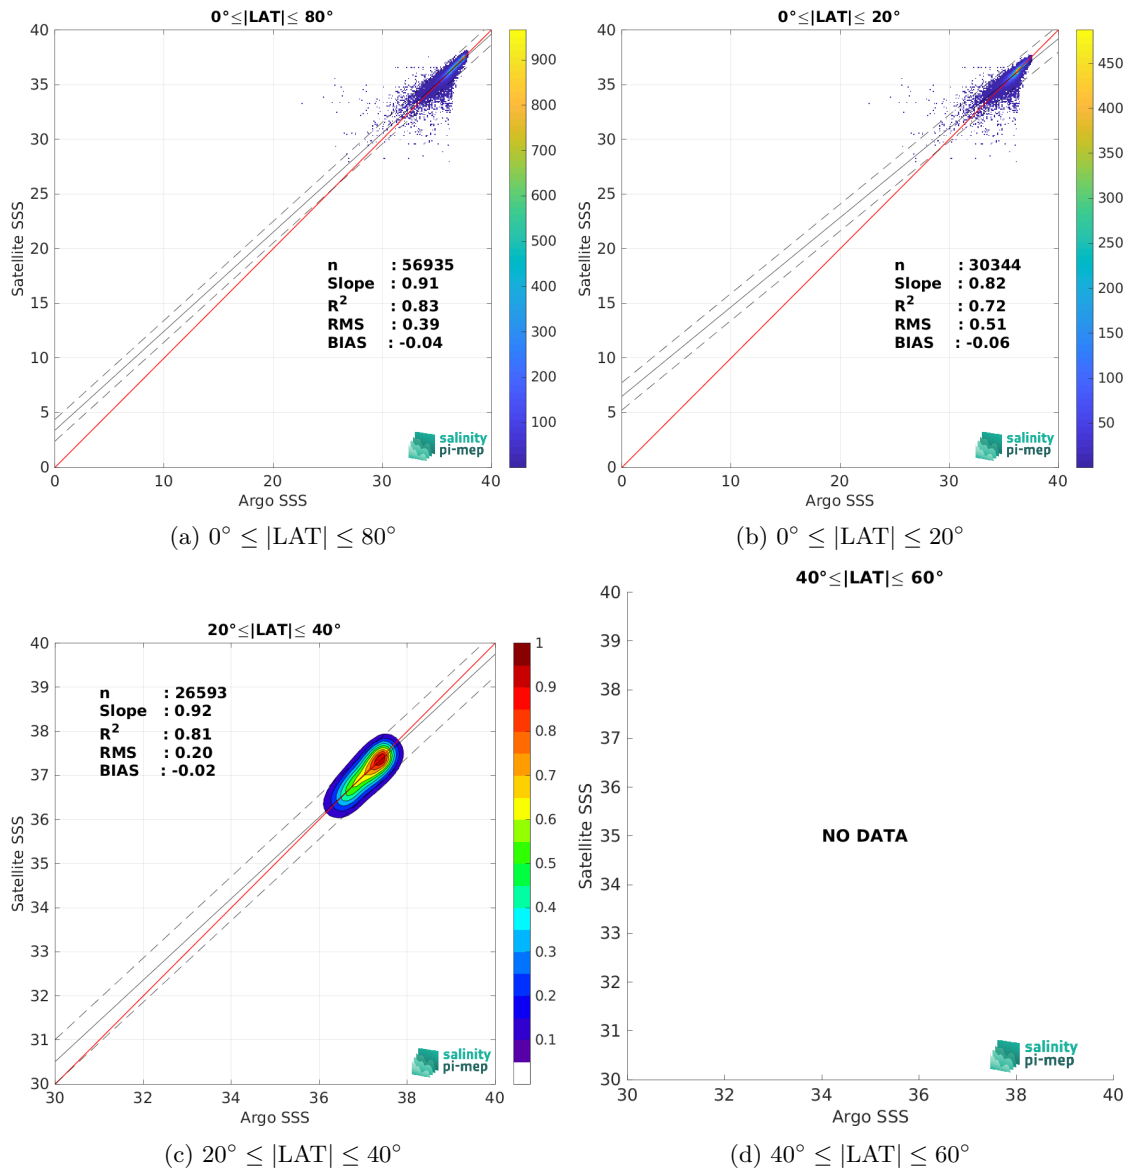 0°≤|LAT|≤ 80°
40
35
30
25
20
15
10
5
0
Satellite SSS
n : 56935
Slope : 0.91
R2 : 0.83
RMS : 0.39
BIAS : -0.04
salinity
pi-mep
0 10 20 30 40
Argo SSS
900
800
700
600
500
400
300
200
100
(a) 0° ≤ |LAT| ≤ 80°
0°≤|LAT|≤ 20°
40
35
30
25
20
15
10
5
0
Satellite SSS
n : 30344
Slope : 0.82
R2 : 0.72
RMS : 0.51
BIAS : -0.06
salinity
pi-mep
0 10 20 30 40
Argo SSS
450
400
350
300
250
200
150
100
50
(b) 0° ≤ |LAT| ≤ 20°
20°≤|LAT|≤ 40°
40
39
38
37
36
35
34
33
32
31
30
Satellite SSS
n : 26593
Slope : 0.92
R2 : 0.81
RMS : 0.20
BIAS : -0.02
salinity
pi-mep
30 32 34 36 38 40
Argo SSS
1
0.9
0.8
0.7
0.6
0.5
0.4
0.3
0.2
0.1
(c) 20° ≤ |LAT| ≤ 40°
40°≤|LAT|≤ 60°
40
39
38
37
36
35
34
33
32
31
30
Satellite SSS
NO DATA
salinity
pi-mep
30 32 34 36 38 40
Argo SSS
(d) 40° ≤ |LAT| ≤ 60°